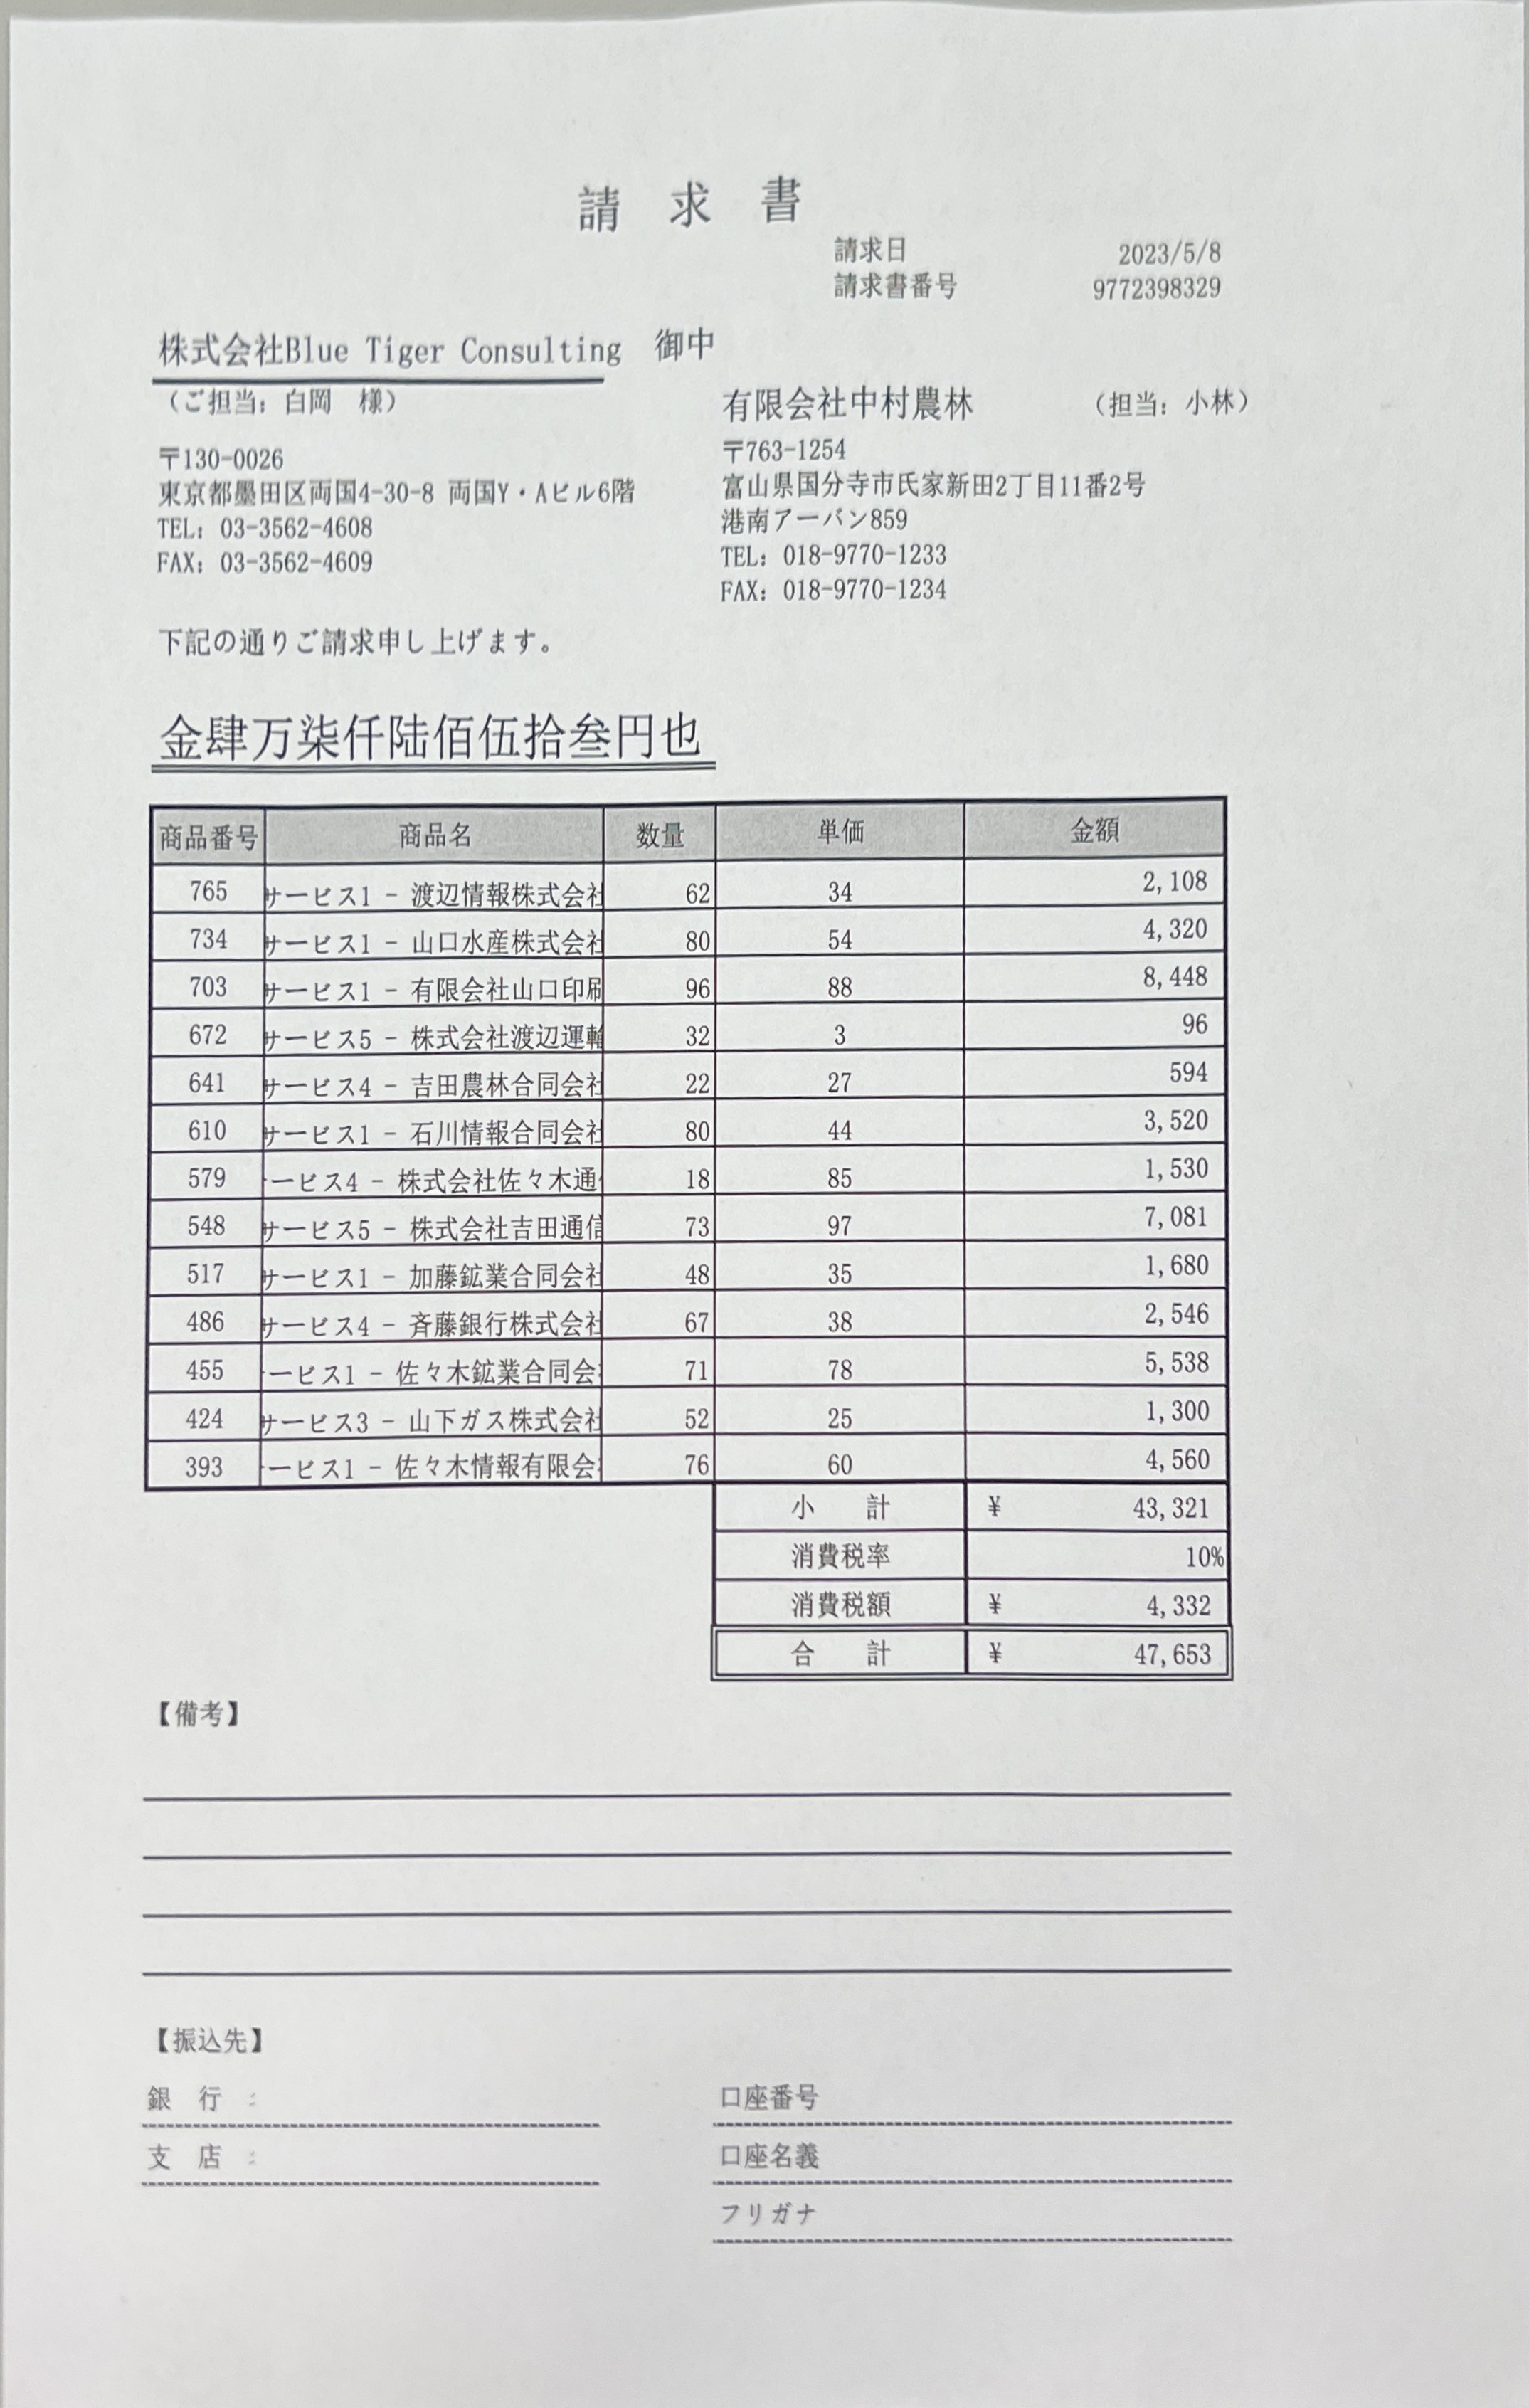 請 求 書
請求日 2023/5/8
請求書番号 9772398329
株式会社Blue Tiger Consulting 御中
（ご担当：白岡 様）
〒130-0026
東京都墨田区両国4-30-8 両国Y・Aビル6階
TEL：03-3562-4608
FAX：03-3562-4609
有限会社中村農林 （担当：小林）
〒763-1254
富山県国分寺市氏家新田2丁目11番2号
港南アーバン859
TEL：018-9770-1233
FAX：018-9770-1234
下記の通りご請求申し上げます。
金肆万柒仟陸佰伍拾叁円也
商品番号 商品名 数量 単価 金額
765 サービス1 - 渡辺情報株式会社 62 34 2,108
734 サービス1 - 山口水産株式会社 80 54 4,320
703 サービス1 - 有限会社山口印刷 96 88 8,448
672 サービス5 - 株式会社渡辺運輸 32 3 96
641 サービス4 - 吉田農林合同会社 22 27 594
610 サービス1 - 石川情報合同会社 80 44 3,520
579 ービス4 - 株式会社佐々木通 18 85 1,530
548 サービス5 - 株式会社吉田通信 73 97 7,081
517 サービス1 - 加藤鉱業合同会社 48 35 1,680
486 サービス4 - 斉藤銀行株式会社 67 38 2,546
455 ービス1 - 佐々木鉱業合同会 71 78 5,538
424 サービス3 - 山下ガス株式会社 52 25 1,300
393 ービス1 - 佐々木情報有限会 76 60 4,560
小 計 ¥ 43,321
消費税率 10%
消費税額 ¥ 4,332
合 計 ¥ 47,653
【備考】
【振込先】
銀 行 ：
支 店 ：
口座番号
口座名義
フリガナ